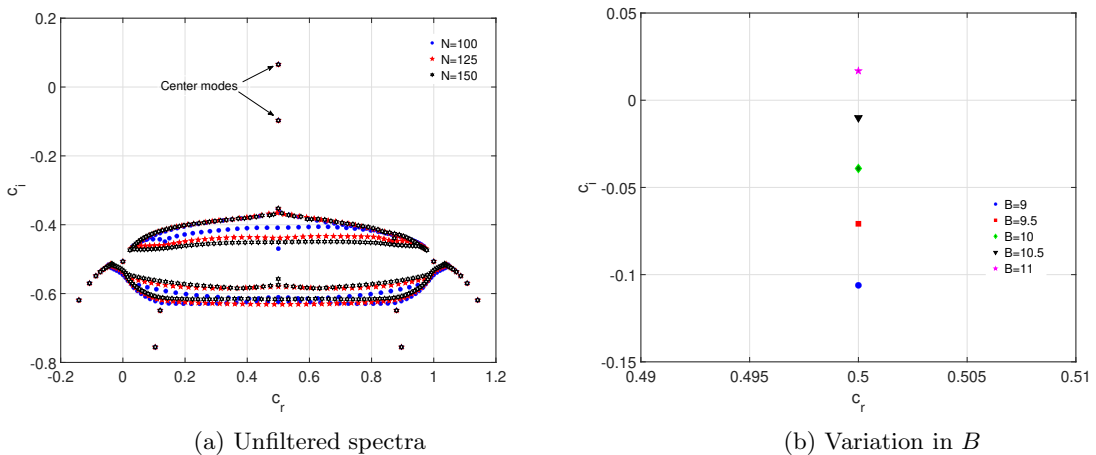 0.2
0
-0.2
-0.4
-0.6
-0.8
c_i
-0.2
0
0.2
0.4
0.6
0.8
1
1.2
c_r
N=100
N=125
N=150
Center modes
(a) Unfiltered spectra
0.05
0
-0.05
-0.1
-0.15
c_i
0.49
0.495
0.5
0.505
0.51
c_r
B=9
B=9.5
B=10
B=10.5
B=11
(b) Variation in B